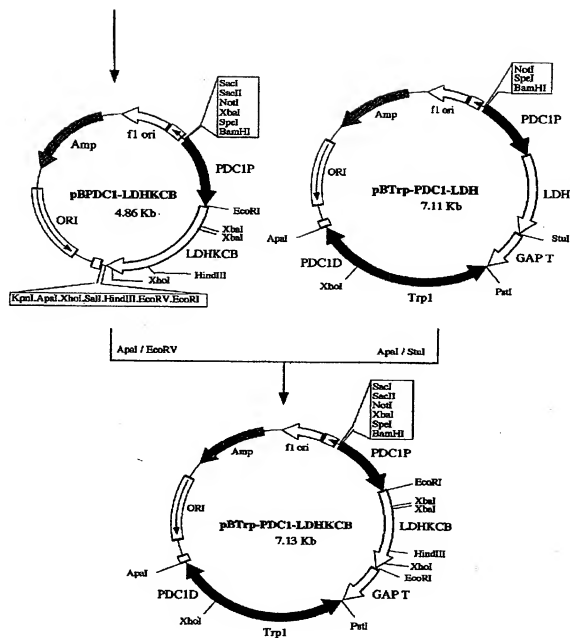 SacI
SacII
NotI
XbaI
SpeI
BamHI
f1 ori
Amp
PDC1P
pBPDC1-LDHKCB
4.86 Kb
EcoRI
ORI
XbaI
XbaI
LDHKCB
HindIII
XhoI
KpnI.ApaI.XhoI.SalI.HindIII.EcoRV.EcoRI
NotI
SpeI
BamHI
f1 ori
Amp
PDC1P
ORI
pBTrp-PDC1-LDH
7.11 Kb
LDH
ApaI
StuI
PDC1D
GAP T
XhoI
PstI
Trp1
ApaI / EcoRV
ApaI / StuI
SacI
SacII
NotI
XbaI
SpeI
BamHI
f1 ori
Amp
PDC1P
EcoRI
XbaI
XbaI
ORI
pBTrp-PDC1-LDHKCB
7.13 Kb
LDHKCB
HindIII
XhoI
EcoRI
ApaI
PDC1D
GAP T
XhoI
PstI
Trp1